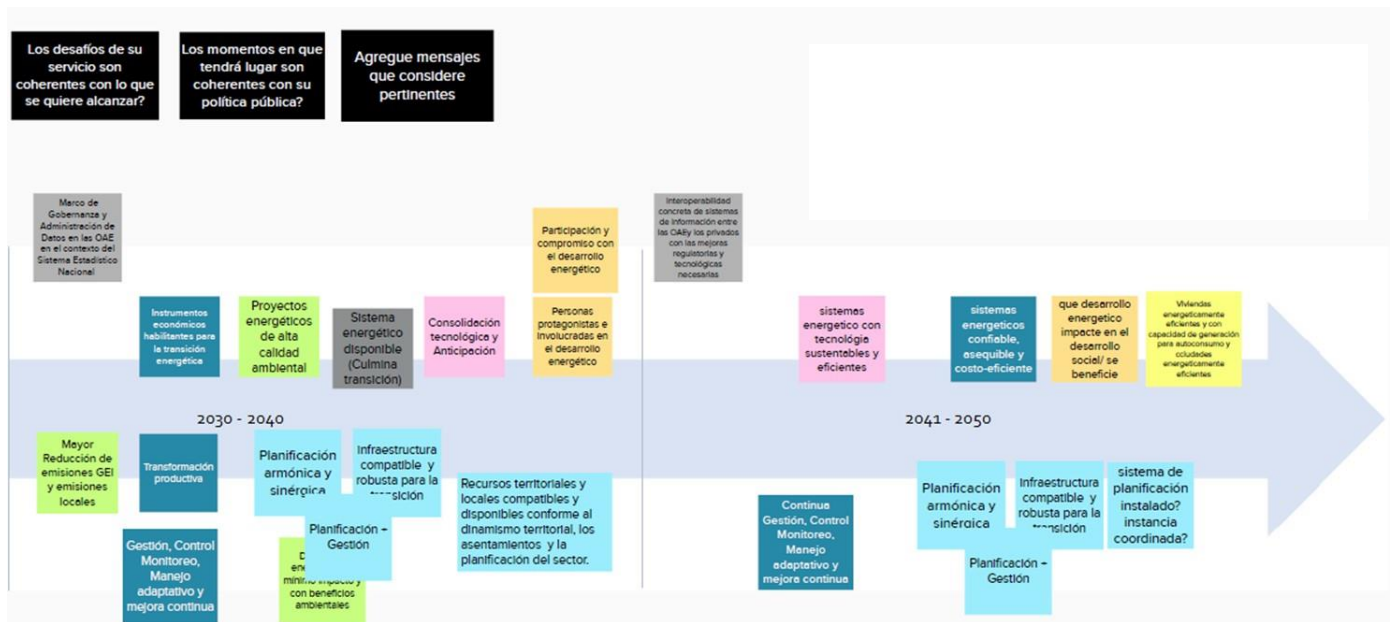 Los desafíos de su
servicio son
coherentes con lo que
se quiere alcanzar?
Los momentos en que
tendrá lugar son
coherentes con su
política pública?
Agregue mensajes
que considere
pertinentes
Marco de
Gobernanza y
Administración de
Datos en las OAE
en el contexto del
Sistema Estadístico
Nacional
Participación y
compromiso con
el desarrollo
energético
Interoperabilidad
concreta de sistemas
de información entre
las OAEy los privados
con las mejoras
regulatorias y
tecnológicas
necesarias
Instrumentos
económicos
habilitantes para
la transición
energética
Proyectos
energéticos
de alta
calidad
ambiental
Sistema
energético
disponible
(Culmina
transición)
Consolidación
tecnológica y
Anticipación
Personas
protagonistas e
involucradas en
el desarrollo
energético
sistemas
energetico con
tecnología
sustentables y
eficientes
sistemas
energeticos
confiable,
asequible y
costo-eficiente
que desarrollo
energetico
impacte en el
desarrollo
social/ se
beneficie
Viviendas
energeticamente
eficientes y con
capacidad de generación
para autoconsumo y
cciudades
energeticamente
eficientes
2030 - 2040
2041 - 2050
Mayor
Reducción de
emisiones GEI
y emisiones
locales
Transformación
productiva
Planificación
armónica y
sinérgica
Infraestructura
compatible y
robusta para la
transición
Recursos territoriales y
locales compatibles y
disponibles conforme al
dinamismo territorial, los
asentamientos y la
planificación del sector.
Planificación +
Gestión
Gestión, Control
Monitoreo,
Manejo
adaptativo y
mejora continua
mínimo impacto y
con beneficios
ambientales
Continua
Gestión, Control
Monitoreo,
Manejo
adaptativo y
mejora continua
Planificación
armónica y
sinérgica
Infraestructura
compatible y
robusta para la
transición
sistema de
planificación
instalado?
instancia
coordinada?
Planificación +
Gestión